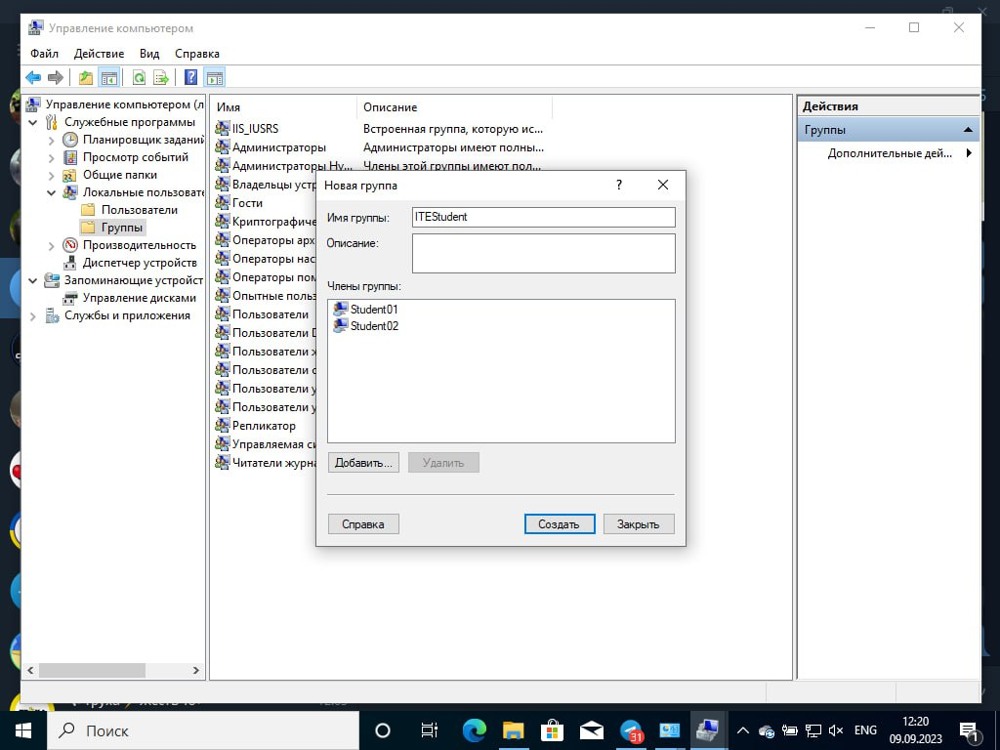 Управление компьютером
Файл Действие Вид Справка
Управление компьютером (л
Служебные программы
Планировщик заданий
Просмотр событий
Общие папки
Локальные пользовате
Пользователи
Группы
Производительность
Диспетчер устройств
Запоминающие устройст
Управление дисками
Службы и приложения
Имя Описание
IIS_IUSRS Встроенная группа, которую ис...
Администраторы Администраторы имеют полны...
Администраторы Hy... Члены этой группы имеют пол...
Владельцы устр
Гости
Криптографиче
Операторы арх
Операторы нас
Операторы пом
Опытные польз
Пользователи
Пользователи D
Пользователи ж
Пользователи с
Пользователи у
Пользователи у
Репликатор
Управляемая си
Читатели журна
Новая группа ?
Имя группы: ITEStudent
Описание:
Члены группы:
Student01
Student02
Добавить... Удалить
Справка Создать Закрыть
Действия
Группы
Дополнительные дей...
Поиск
31
ENG
12:20
09.09.2023
1